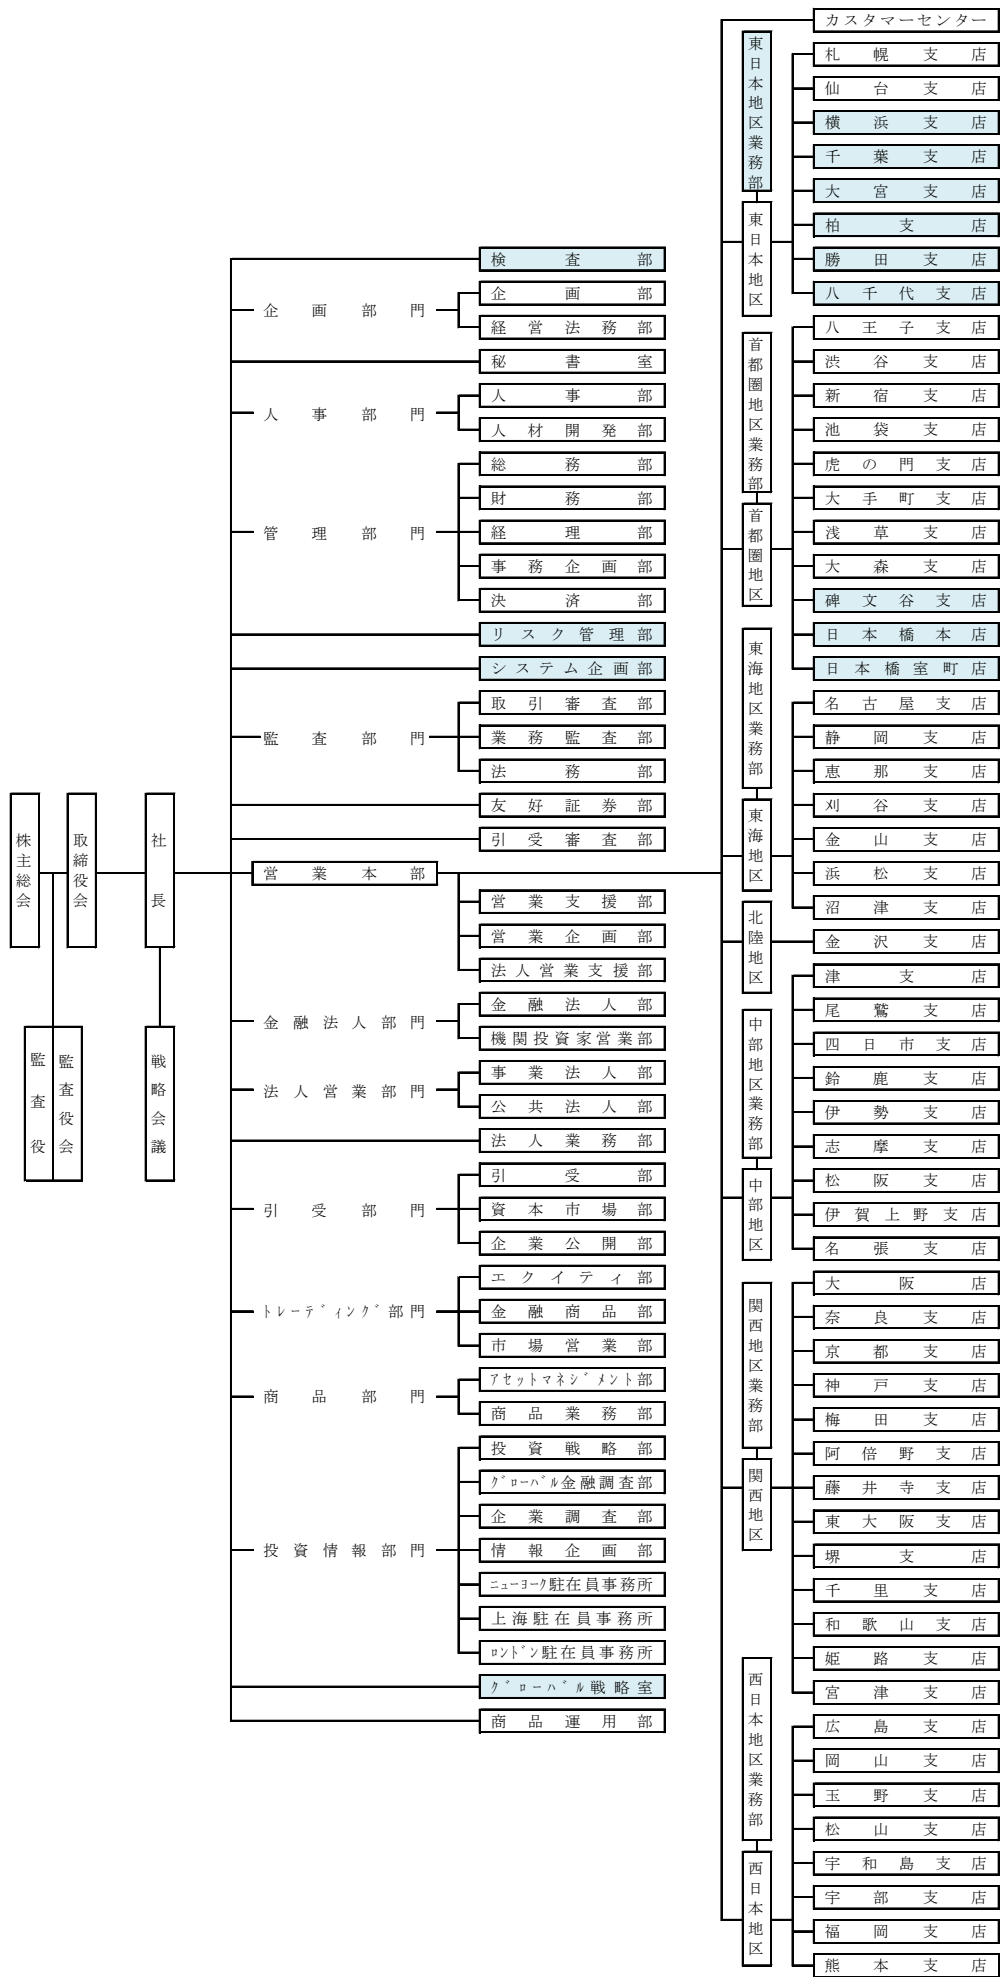 株主総会
取締役会
社長
監査役
監査役会
戦略会議
検査部
企画部門
企画部
経営法務部
秘書室
人事部門
人事部
人材開発部
管理部門
総務部
財務部
経理部
事務企画部
決済部
リスク管理部
システム企画部
監査部門
取引審査部
業務監査部
法務部
友好証券部
引受審査部
営業本部
営業支援部
営業企画部
法人営業支援部
金融法人部門
金融法人部
機関投資家営業部
法人営業部門
事業法人部
公共法人部
法人業務部
引受部門
引受部
資本市場部
企業公開部
ﾄﾚｰﾃﾞｨﾝｸﾞ部門
エクイティ部
金融商品部
市場営業部
商品部門
ｱｾｯﾄﾏﾈｼﾞﾒﾝﾄ部
商品業務部
投資情報部門
投資戦略部
ｸﾞﾛｰﾊﾞﾙ金融調査部
企業調査部
情報企画部
ﾆｭｰﾖｰｸ駐在員事務所
上海駐在員事務所
ﾛﾝﾄﾞﾝ駐在員事務所
ｸﾞﾛｰﾊﾞﾙ戦略室
商品運用部
カスタマーセンター
東日本地区業務部
東日本地区
札幌支店
仙台支店
横浜支店
千葉支店
大宮支店
柏支店
勝田支店
八千代支店
首都圏地区業務部
首都圏地区
八王子支店
渋谷支店
新宿支店
池袋支店
虎の門支店
大手町支店
浅草支店
大森支店
碑文谷支店
日本橋本店
日本橋室町店
東海地区業務部
東海地区
名古屋支店
静岡支店
恵那支店
刈谷支店
金山支店
浜松支店
沼津支店
北陸地区
金沢支店
中部地区業務部
中部地区
津支店
尾鷲支店
四日市支店
鈴鹿支店
伊勢支店
志摩支店
松阪支店
伊賀上野支店
名張支店
関西地区業務部
関西地区
大阪店
奈良支店
京都支店
神戸支店
梅田支店
阿倍野支店
藤井寺支店
東大阪支店
堺支店
千里支店
和歌山支店
姫路支店
宮津支店
西日本地区業務部
西日本地区
広島支店
岡山支店
玉野支店
松山支店
宇和島支店
宇部支店
福岡支店
熊本支店